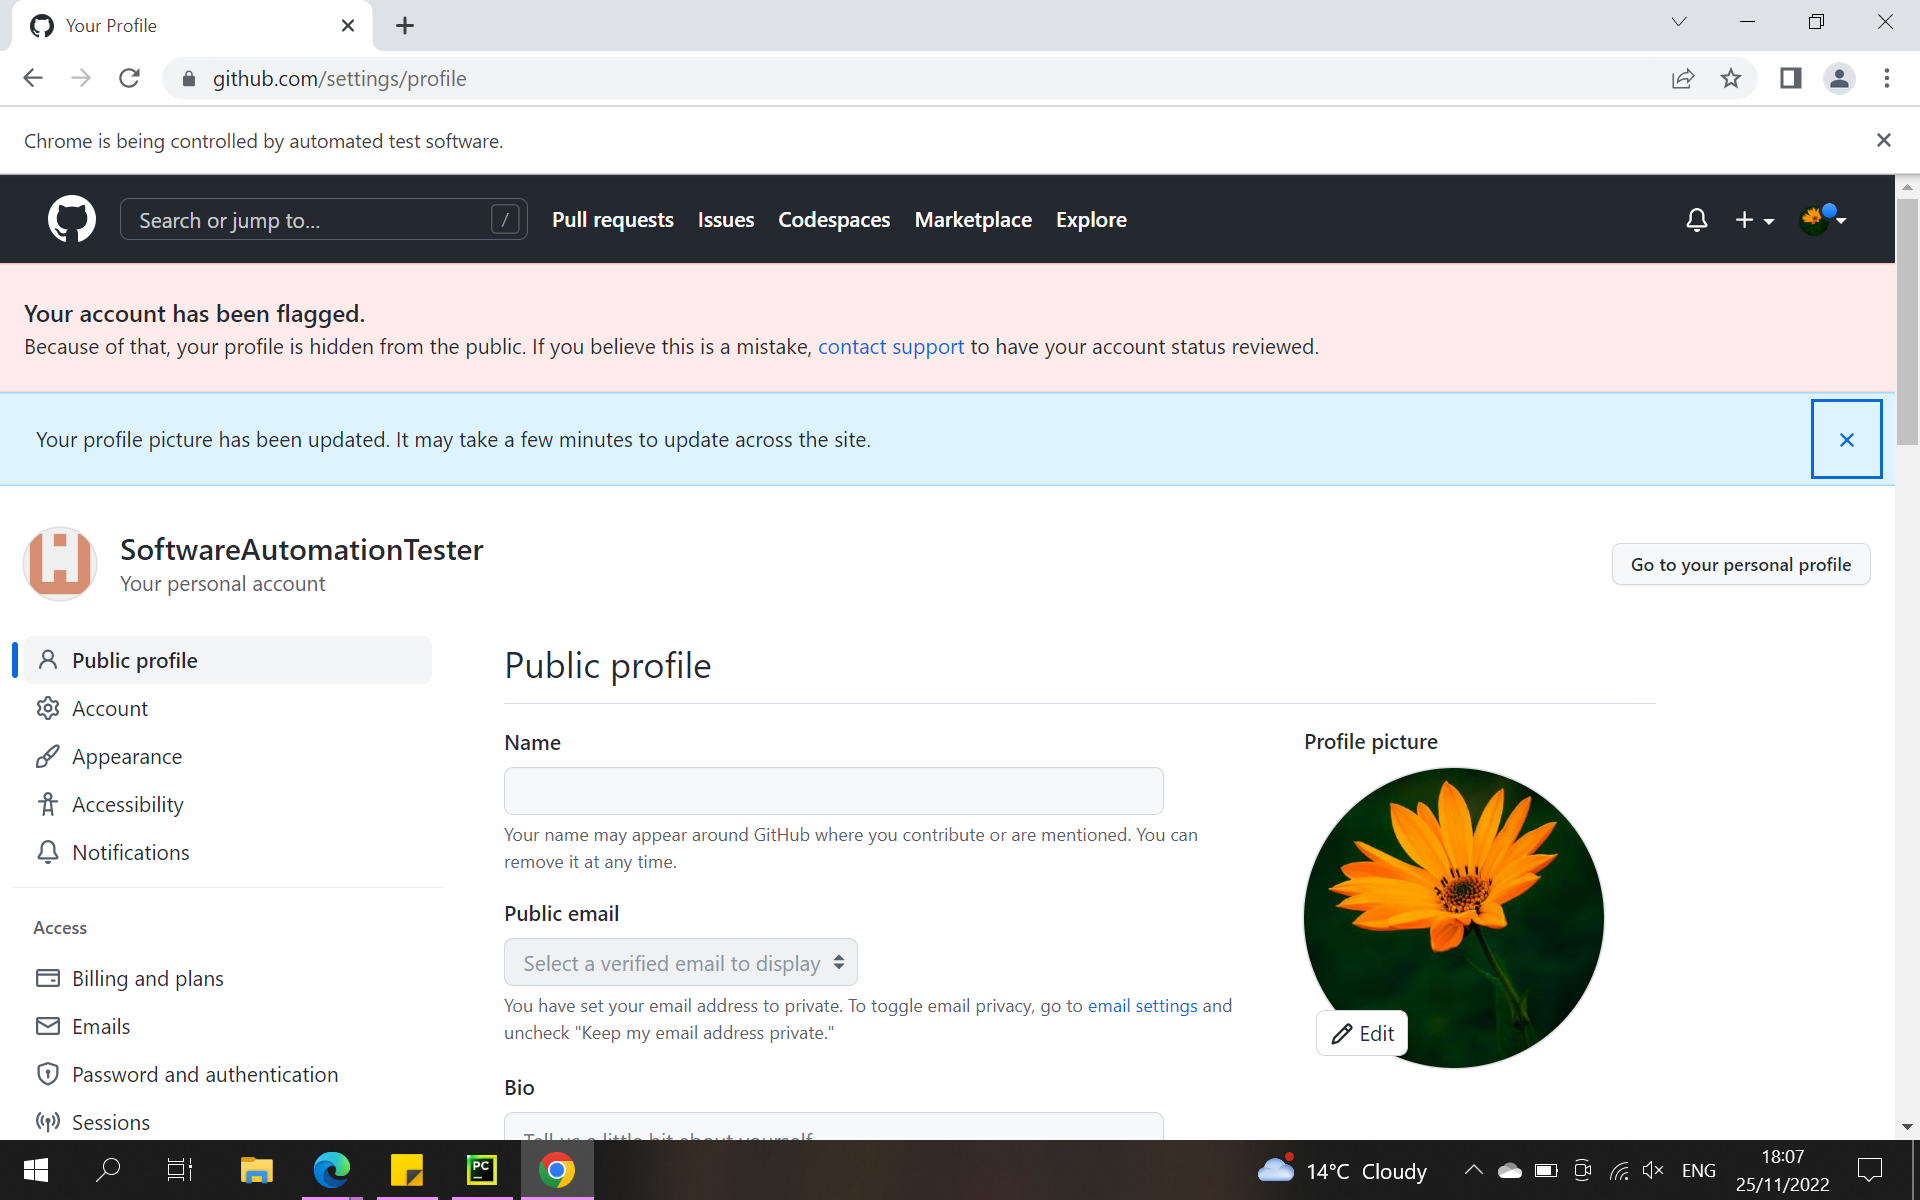 Your Profile
github.com/settings/profile
Chrome is being controlled by automated test software.
Search or jump to...
/
Pull requests
Issues
Codespaces
Marketplace
Explore
Your account has been flagged.
Because of that, your profile is hidden from the public. If you believe this is a mistake, contact support to have your account status reviewed.
Your profile picture has been updated. It may take a few minutes to update across the site.
SoftwareAutomationTester
Your personal account
Go to your personal profile
Public profile
Account
Appearance
Accessibility
Notifications
Access
Billing and plans
Emails
Password and authentication
Sessions
Public profile
Name
Your name may appear around GitHub where you contribute or are mentioned. You can
remove it at any time.
Public email
Select a verified email to display
You have set your email address to private. To toggle email privacy, go to email settings and
uncheck "Keep my email address private."
Bio
Tell us a little bit about yourself
Profile picture
Edit
PC
14°C Cloudy
ENG
18:07
25/11/2022